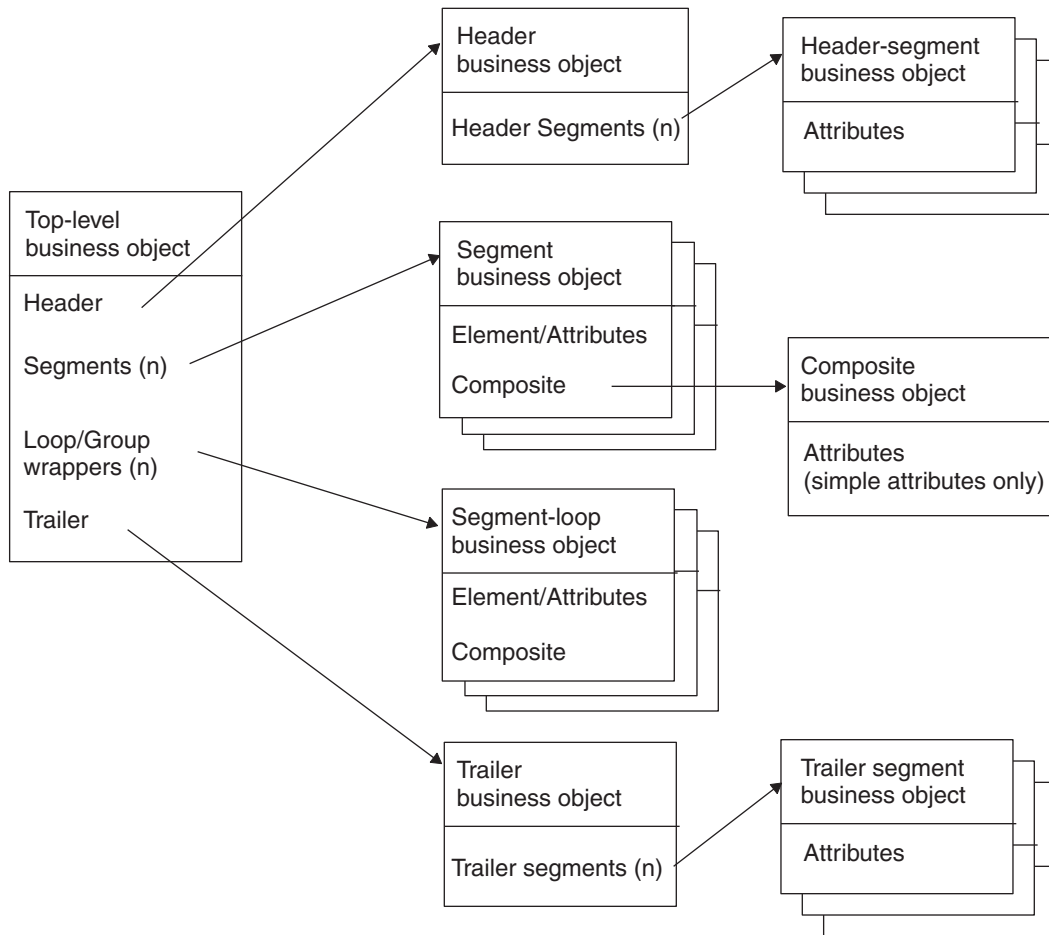 Header
business object
Header Segments (n)
Header-segment
business object
Attributes
Top-level
business object
Header
Segments (n)
Loop/Group
wrappers (n)
Trailer
Segment
business object
Element/Attributes
Composite
Composite
business object
Attributes
(simple attributes only)
Segment-loop
business object
Element/Attributes
Composite
Trailer
business object
Trailer segments (n)
Trailer segment
business object
Attributes